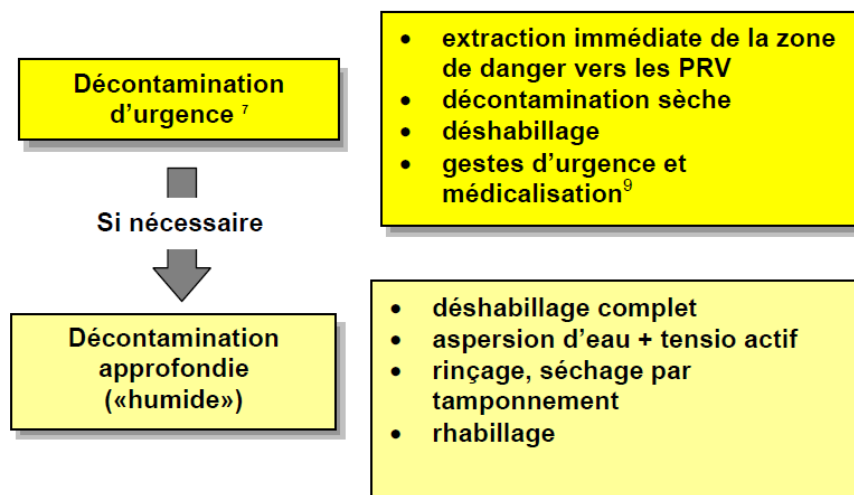 Décontamination
d’urgence ⁷
• extraction immédiate de la zone
de danger vers les PRV
• décontamination sèche
• déshabillage
• gestes d’urgence et
médicalisation⁹
Si nécessaire
Décontamination
approfondie
(«humide»)
• déshabillage complet
• aspersion d’eau + tensio actif
• rinçage, séchage par
tamponnement
• rhabillage